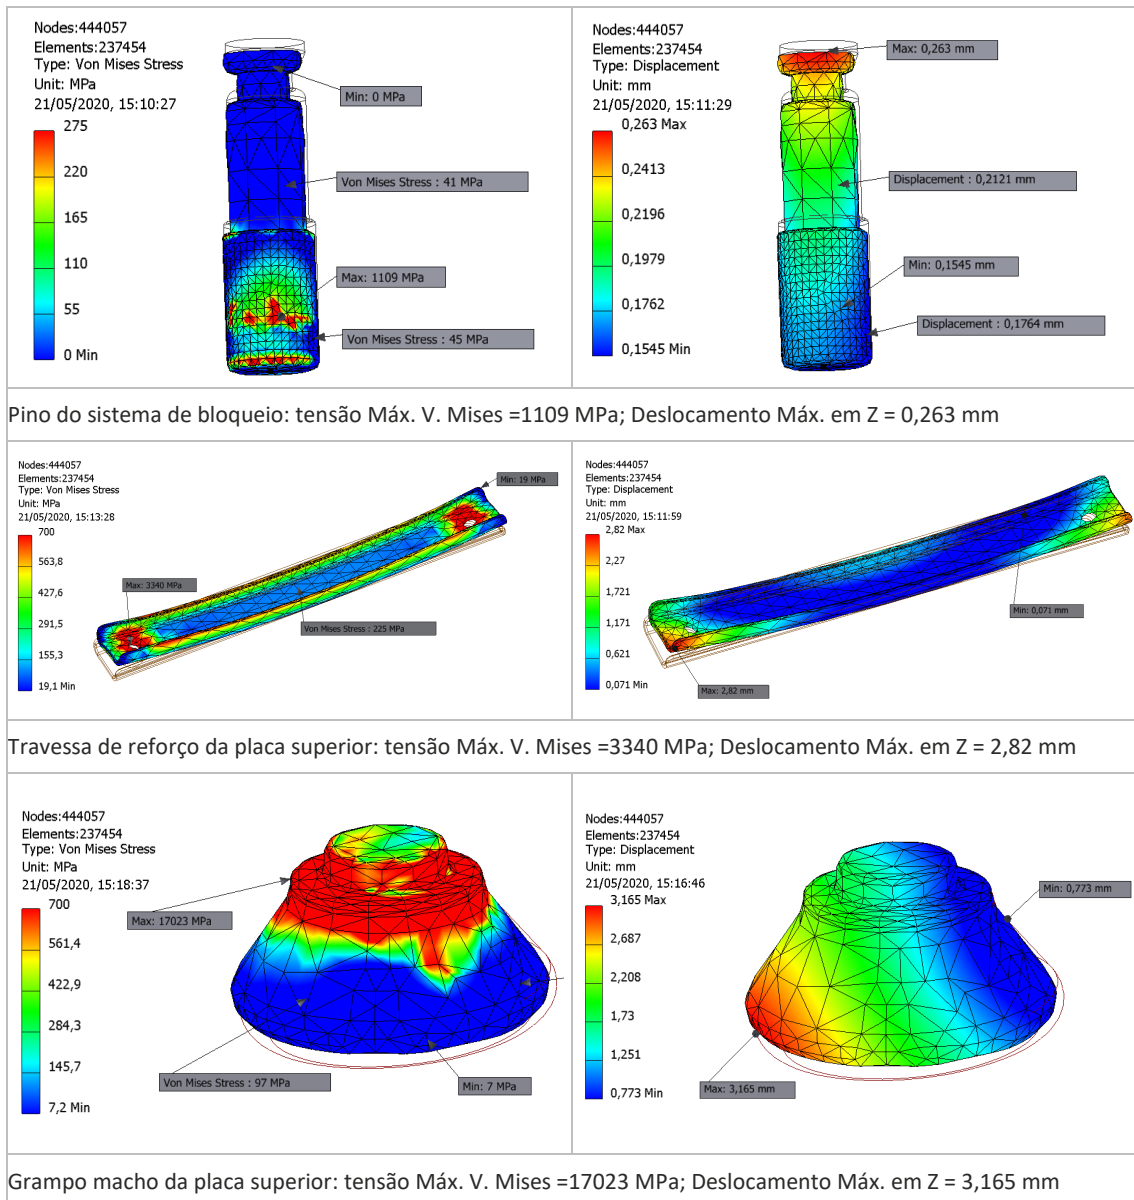 Nodes:444057
Elements:237454
Type: Von Mises Stress
Unit: MPa
21/05/2020, 15:10:27
275
220
165
110
55
0 Min
Min: 0 MPa
Von Mises Stress : 41 MPa
Max: 1109 MPa
Von Mises Stress : 45 MPa
Nodes:444057
Elements:237454
Type: Displacement
Unit: mm
21/05/2020, 15:11:29
0,263 Max
0,2413
0,2196
0,1979
0,1762
0,1545 Min
Max: 0,263 mm
Displacement : 0,2121 mm
Min: 0,1545 mm
Displacement : 0,1764 mm
Pino do sistema de bloqueio: tensão Máx. V. Mises =1109 MPa; Deslocamento Máx. em Z = 0,263 mm
Nodes:444057
Elements:237454
Type: Von Mises Stress
Unit: MPa
21/05/2020, 15:13:28
700
563,8
427,6
291,5
155,3
19,1 Min
Min: 19 MPa
Max: 3340 MPa
Von Mises Stress : 225 MPa
Nodes:444057
Elements:237454
Type: Displacement
Unit: mm
21/05/2020, 15:11:59
2,82 Max
2,27
1,721
1,171
0,621
0,071 Min
Min: 0,071 mm
Max: 2,82 mm
Travessa de reforço da placa superior: tensão Máx. V. Mises =3340 MPa; Deslocamento Máx. em Z = 2,82 mm
Nodes:444057
Elements:237454
Type: Von Mises Stress
Unit: MPa
21/05/2020, 15:18:37
700
561,4
422,9
284,3
145,7
7,2 Min
Max: 17023 MPa
Von Mises Stress : 97 MPa
Min: 7 MPa
Nodes:444057
Elements:237454
Type: Displacement
Unit: mm
21/05/2020, 15:16:46
3,165 Max
2,687
2,208
1,73
1,251
0,773 Min
Min: 0,773 mm
Max: 3,165 mm
Grampo macho da placa superior: tensão Máx. V. Mises =17023 MPa; Deslocamento Máx. em Z = 3,165 mm